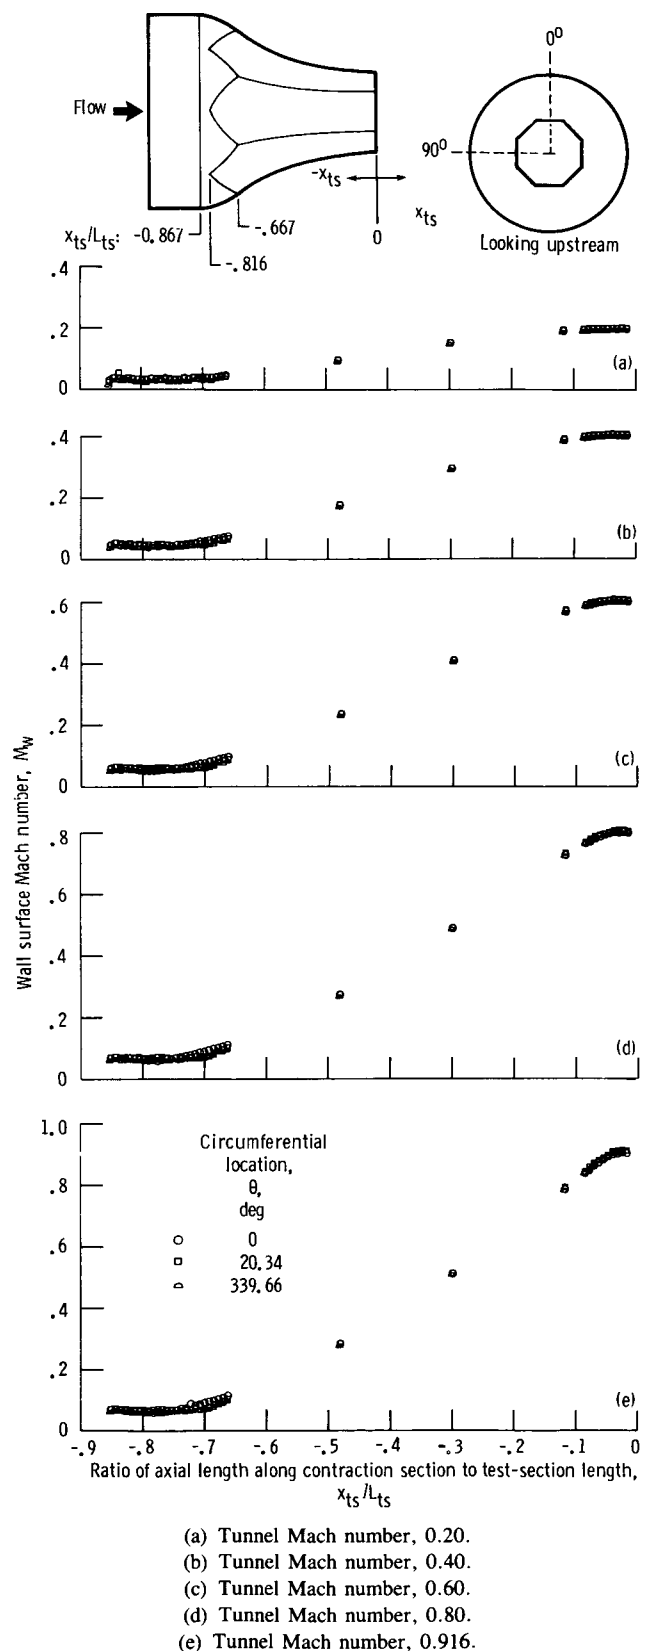 0⁰
Flow
90⁰
-x_ts
x_ts
x_ts/L_ts: -0.867
-.667
-.816
0
Looking upstream
.4
.2
0
(a)
.4
.2
0
(b)
.6
.4
.2
0
(c)
Wall surface Mach number, M_w
.8
.6
.4
.2
0
(d)
1.0
.8
.6
.4
.2
0
Circumferential
location,
θ,
deg
0
20.34
339.66
(e)
-.9 -.8 -.7 -.6 -.5 -.4 -.3 -.2 -.1 0
Ratio of axial length along contraction section to test-section length,
x_ts/L_ts
(a) Tunnel Mach number, 0.20.
(b) Tunnel Mach number, 0.40.
(c) Tunnel Mach number, 0.60.
(d) Tunnel Mach number, 0.80.
(e) Tunnel Mach number, 0.916.